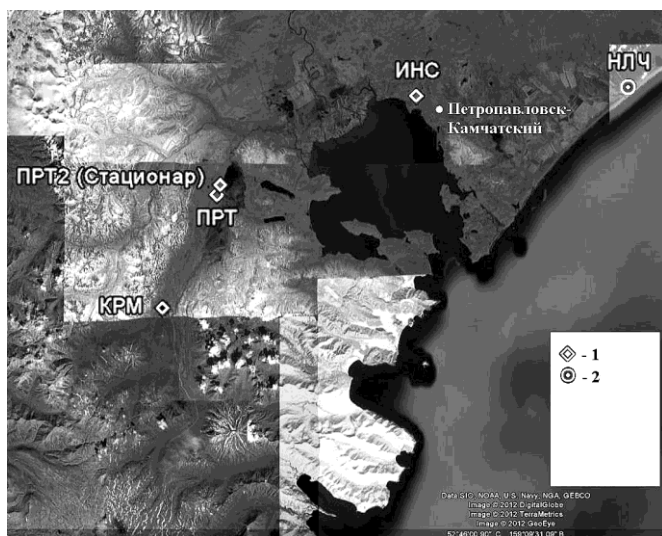 ИНС
НЛЧ
Петропавловск-
Камчатский
ПРТ2 (Стационар)
ПРТ
КРМ
- 1
- 2
Data SIO, NOAA, U.S. Navy, NGA, GEBCO
Image © 2012 DigitalGlobe
Image © 2012 TerraMetrics
Image © 2012 GeoEye